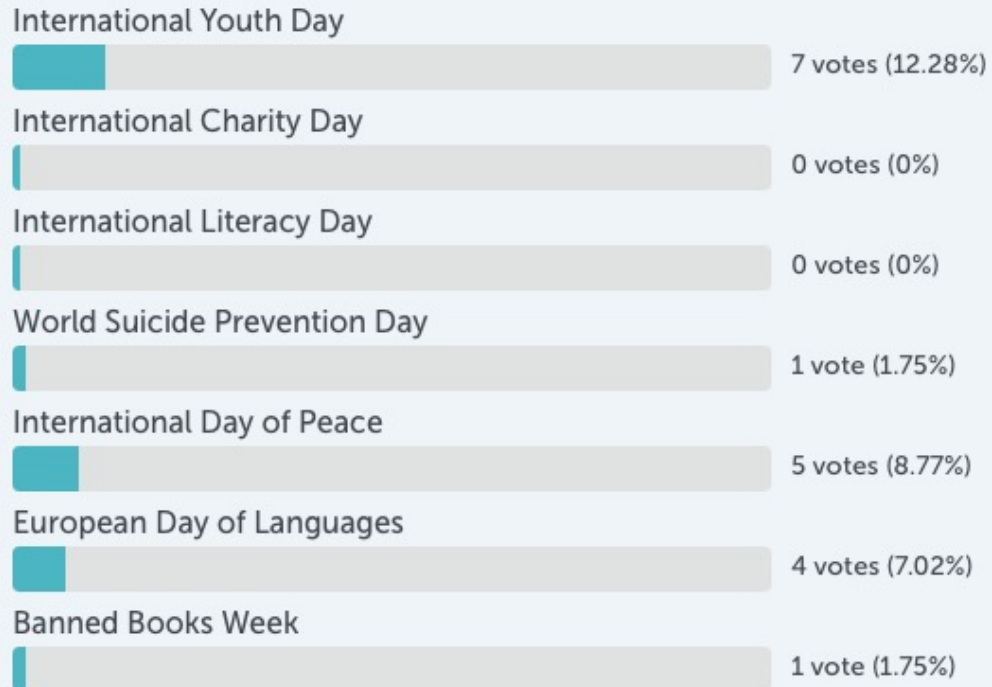 International Youth Day
7 votes (12.28%)
International Charity Day
0 votes (0%)
International Literacy Day
0 votes (0%)
World Suicide Prevention Day
1 vote (1.75%)
International Day of Peace
5 votes (8.77%)
European Day of Languages
4 votes (7.02%)
Banned Books Week
1 vote (1.75%)